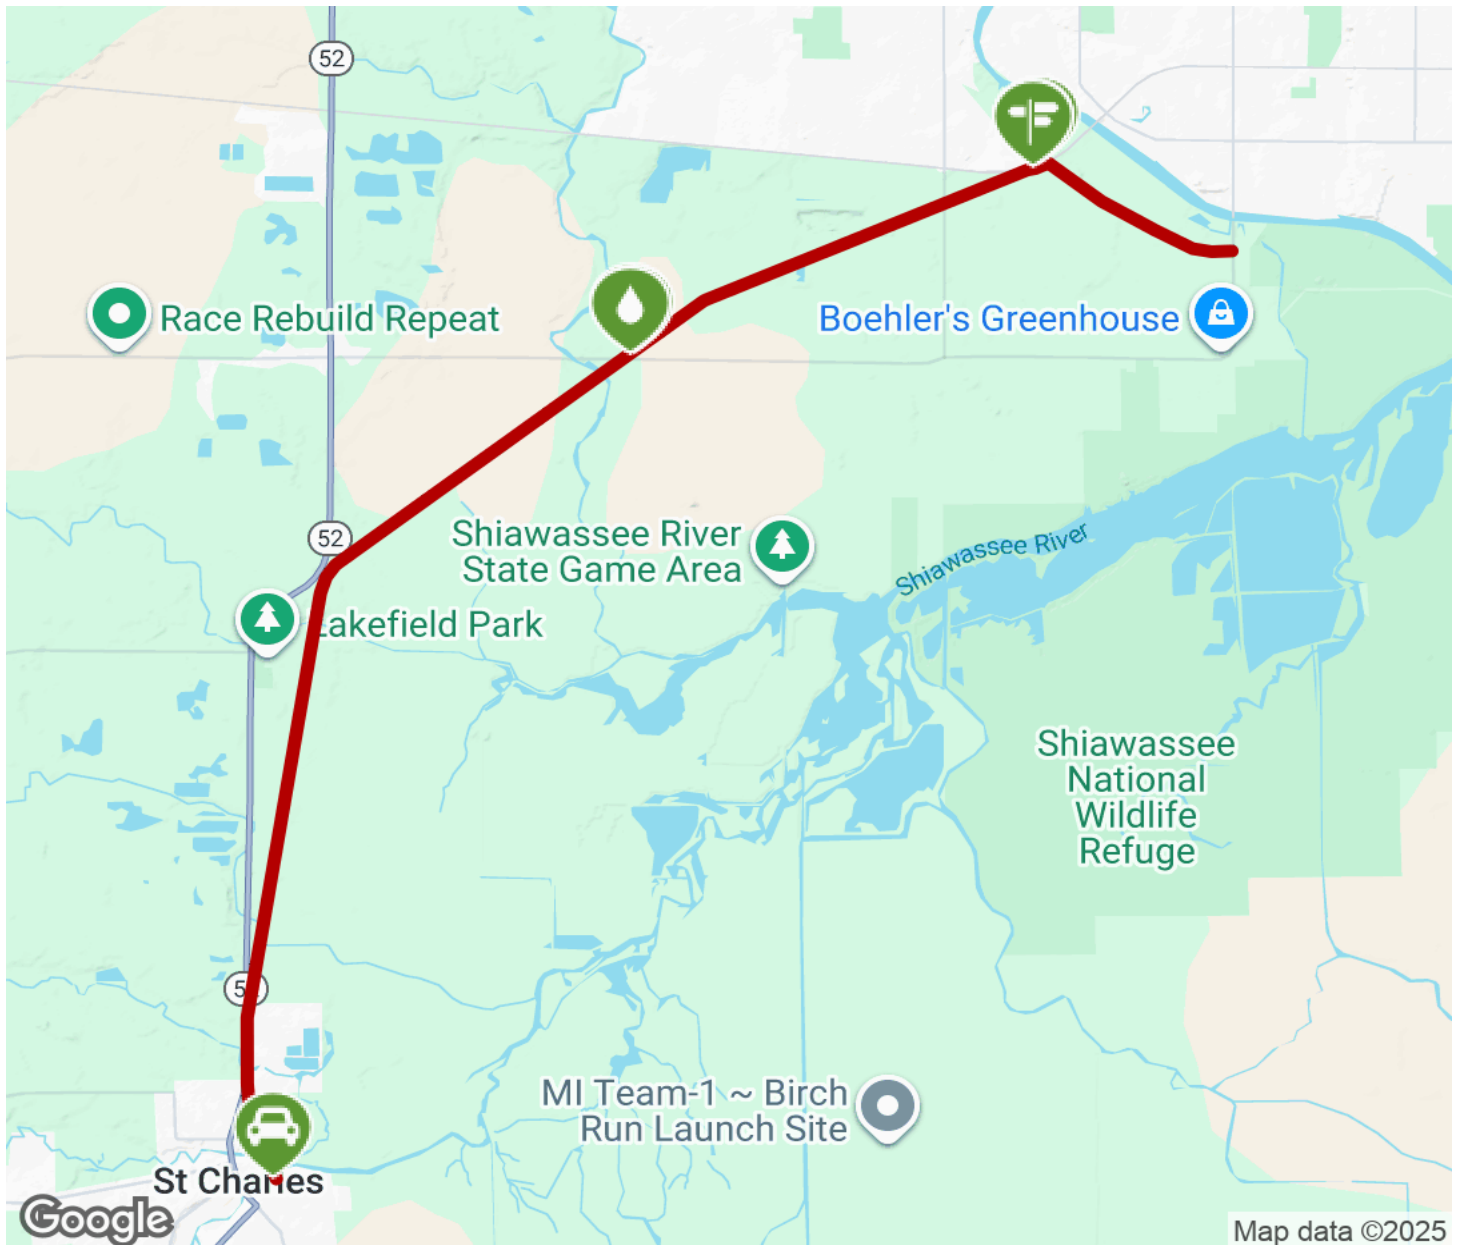 52
Race Rebuild Repeat
Boehler's Greenhouse
52
Shiawassee River
State Game Area
Shiawassee River
Lakefield Park
Shiawassee
National
Wildlife
Refuge
MI Team-1 ~ Birch
Run Launch Site
St Charles
Google
Map data ©2025